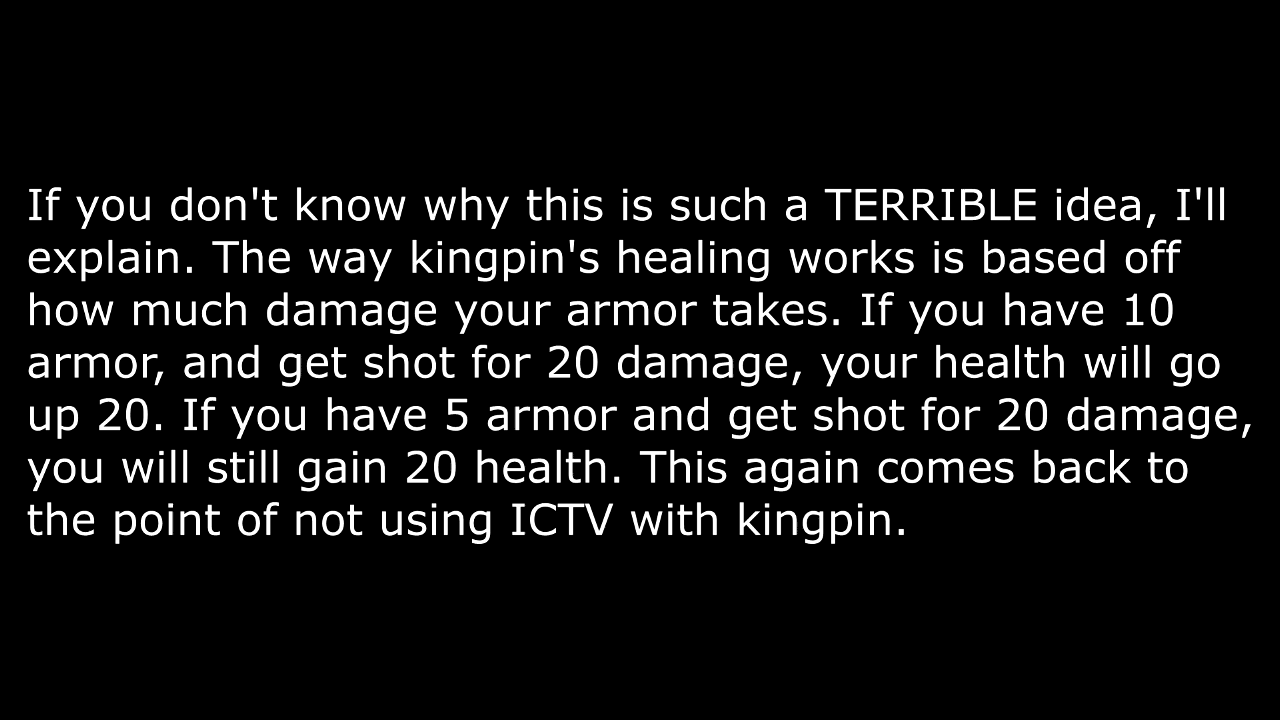 If you don't know why this is such a TERRIBLE idea, I'll
explain. The way kingpin's healing works is based off
how much damage your armor takes. If you have 10
armor, and get shot for 20 damage, your health will go
up 20. If you have 5 armor and get shot for 20 damage,
you will still gain 20 health. This again comes back to
the point of not using ICTV with kingpin.